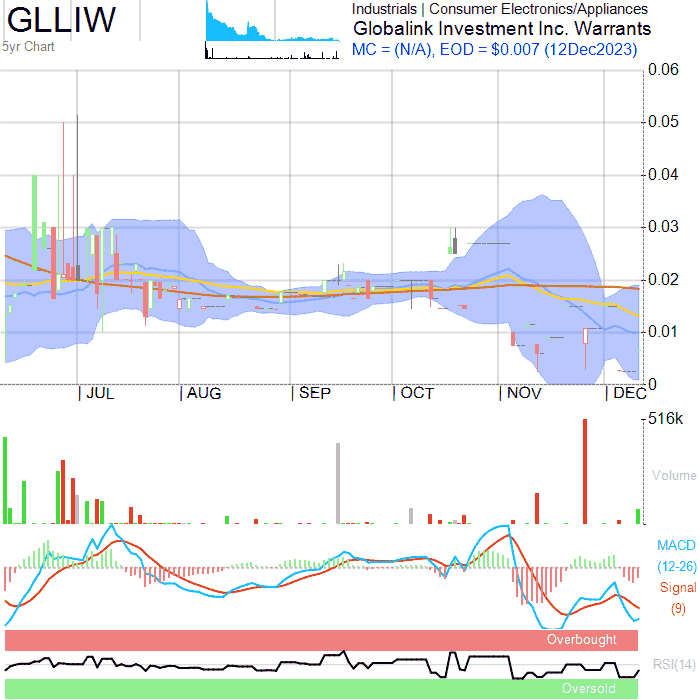 GLLIW
5yr Chart
Industrials | Consumer Electronics/Appliances
Globalink Investment Inc. Warrants
MC = (N/A), EOD = $0.007 (12Dec2023)
0.06
0.05
0.04
0.03
0.02
0.01
0
JUL
AUG
SEP
OCT
NOV
DEC
516k
Volume
MACD
(12-26)
Signal
(9)
Overbought
RSI(14)
Oversold